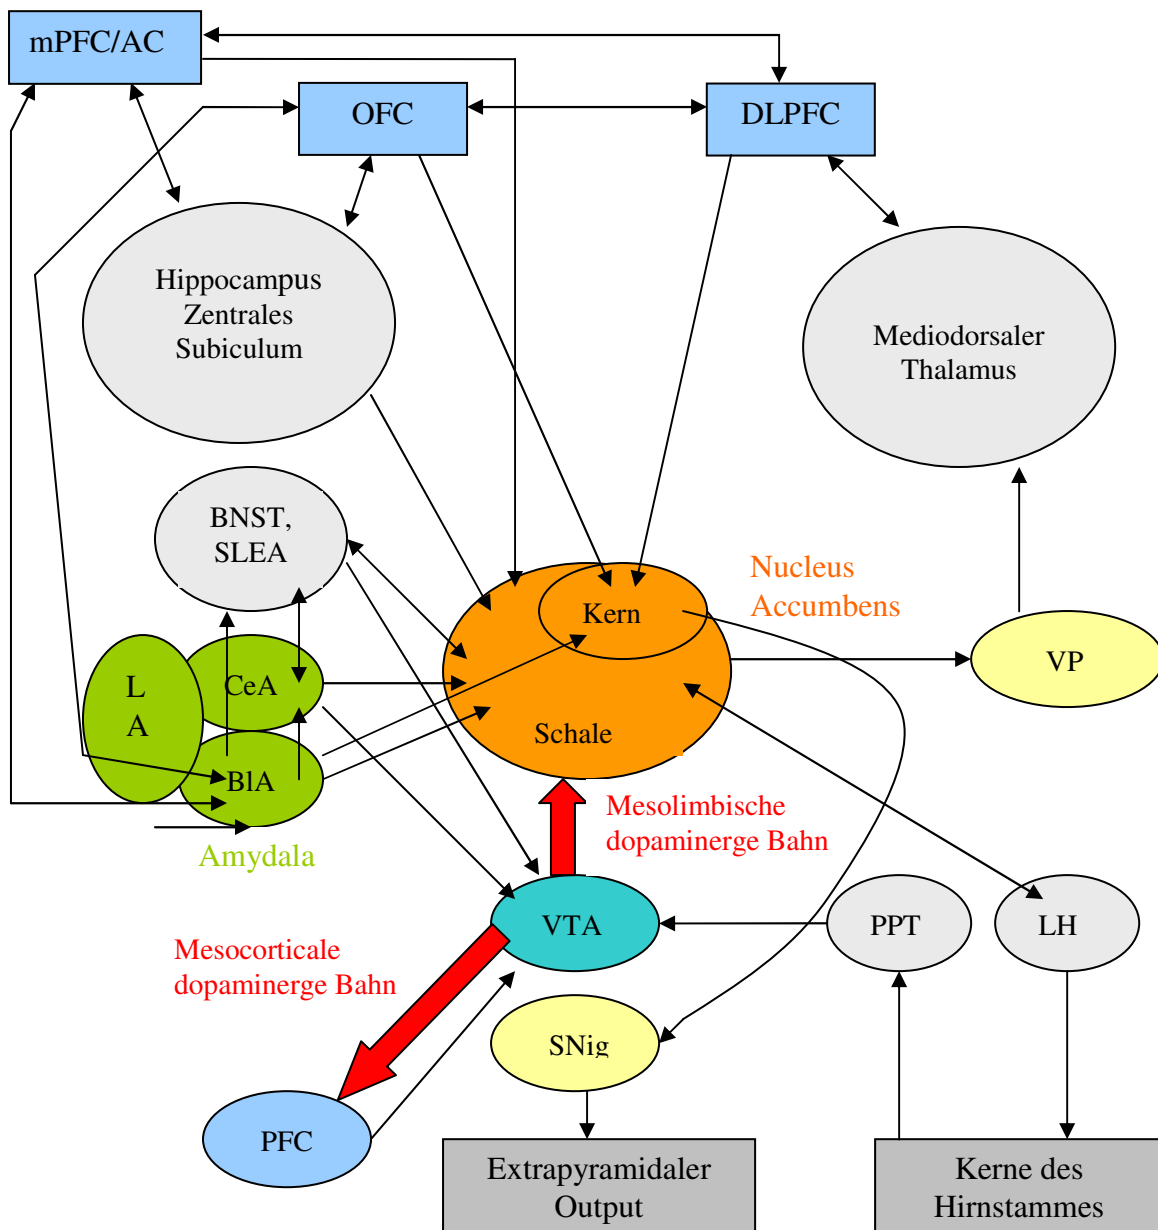 mPFC/AC
OFC
DLPFC
Hippocampus
Zentrales
Subiculum
Mediodorsaler
Thalamus
BNST,
SLEA
Nucleus
Accumbens
Kern
L
A
CeA
VP
Schale
BlA
Mesolimbische
dopaminerge Bahn
Amydala
VTA
PPT
LH
Mesocorticale
dopaminerge Bahn
SNig
PFC
Extrapyramidaler
Output
Kerne des
Hirnstammes